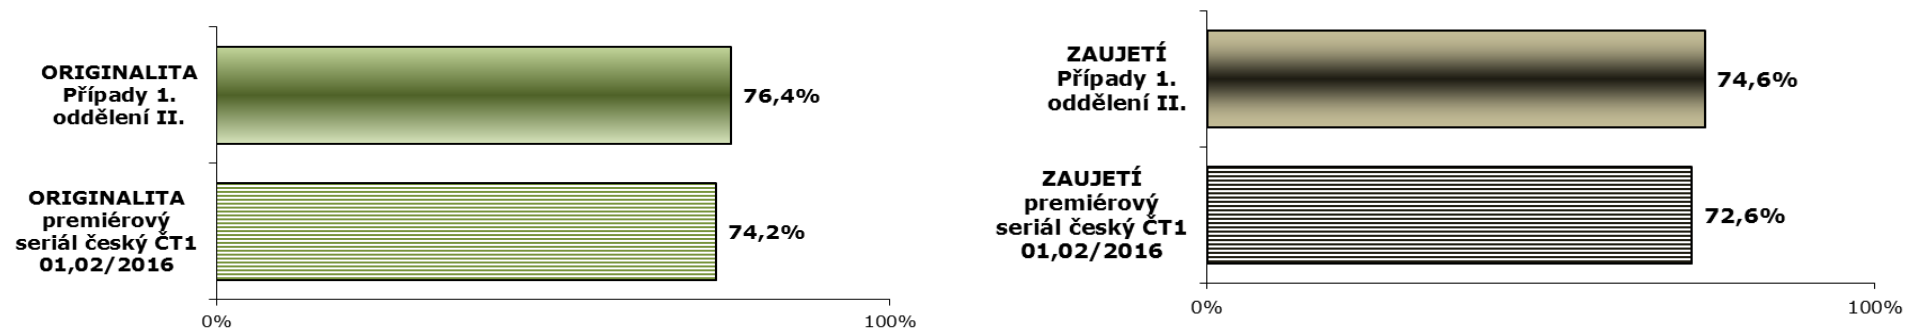 ORIGINALITA
Případy 1.
oddělení II.
76,4%
ORIGINALITA
premiérový
seriál český ČT1
01,02/2016
74,2%
0%
100%
ZAUJETÍ
Případy 1.
oddělení II.
74,6%
ZAUJETÍ
premiérový
seriál český ČT1
01,02/2016
72,6%
0%
100%